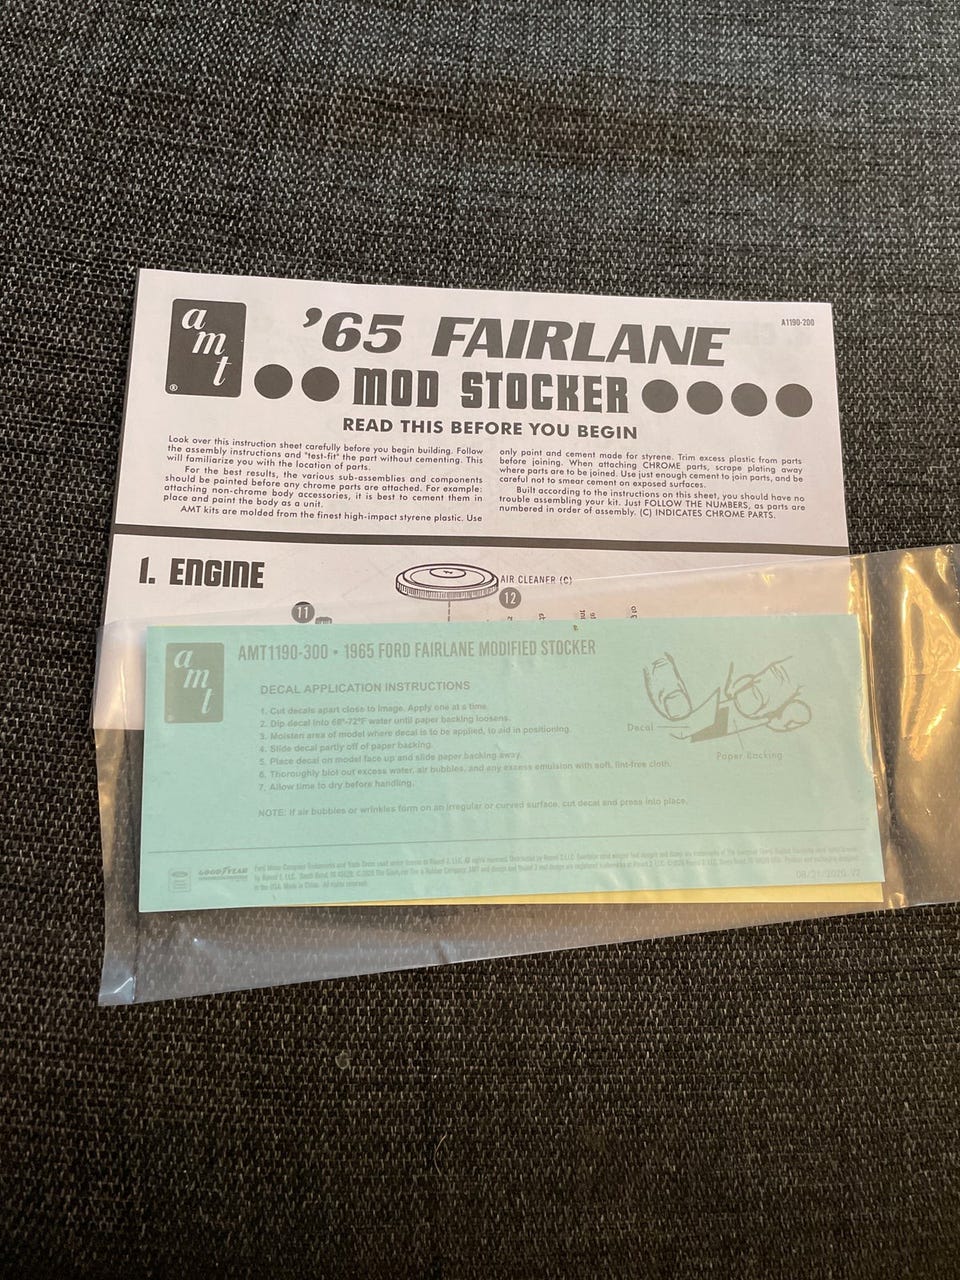 amt
®
'65 FAIRLANE
A1190-200
MOD STOCKER
READ THIS BEFORE YOU BEGIN
Look over this instruction sheet carefully before you begin building. Follow
the assembly instructions and "test-fit" the part without cementing. This
will familiarize you with the location of parts.
For the best results, the various sub-assemblies and components
should be painted before any chrome parts are attached. For example:
attaching non-chrome body accessories, it is best to cement them in
place and paint the body as a unit.
AMT kits are molded from the finest high-impact styrene plastic. Use
only paint and cement made for styrene. Trim excess plastic from parts
before joining. When attaching CHROME parts, scrape plating away
where parts are to be joined. Use just enough cement to join parts, and be
careful not to smear cement on exposed surfaces.
Built according to the instructions on this sheet, you should have no
trouble assembling your kit. Just FOLLOW THE NUMBERS, as parts are
numbered in order of assembly. (C) INDICATES CHROME PARTS.
1. ENGINE
AIR CLEANER (C)
12
11
amt
AMT1190-300 • 1965 FORD FAIRLANE MODIFIED STOCKER
DECAL APPLICATION INSTRUCTIONS
1. Cut decals apart close to image. Apply one at a time.
2. Dip decal into 68°-72°F water until paper backing loosens.
3. Moisten area of model where decal is to be applied, to aid in positioning.
4. Slide decal partly off of paper backing.
5. Place decal on model face up and slide paper backing away.
6. Thoroughly blot out excess water, air bubbles, and any excess emulsion with soft, lint-free cloth.
7. Allow time to dry before handling.
NOTE: If air bubbles or wrinkles form on an irregular or curved surface, cut decal and press into place.
Decal
Paper Backing
GOODYEAR
in the USA. Made in China. All rights reserved.
08/21/2020, V2